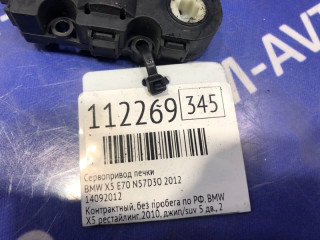 112269 345
Сервопривод печки
BMW X5 E70 N57D30 2012
14092012
Контрактный, без пробега по РФ. BMW
X5 рестайлинг.2010, джип/suv 5 дв., 2
М-АВТ